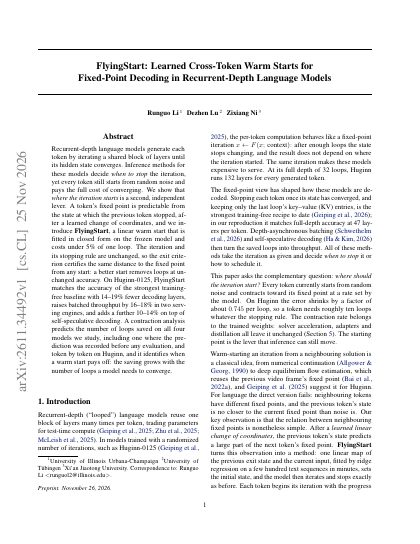 FlyingStart: Learned Cross-Token Warm Starts for
Fixed-Point Decoding in Recurrent-Depth Language Models
Runguo Li 1 Dezhen Lu 2 Zixiang Ni 3
Abstract
Recurrent-depth language models generate each
token by iterating a shared block of layers until
its hidden state converges. Inference methods for
these models decide when to stop the iteration,
yet every token still starts from random noise and
pays the full cost of converging. We show that
where the iteration starts is a second, independent
lever. A token's fixed point is predictable from
the state at which the previous token stopped, after
a learned change of coordinates, and we introduce
FlyingStart, a linear warm start that is
fitted in closed form on the frozen model and
costs under 5% of one loop. The iteration and
its stopping rule are unchanged, so the exit criterion
certifies the same distance to the fixed point
from any start: a better start removes loops at unchanged
accuracy. On Huginn-0125, FlyingStart
matches the accuracy of the strongest training-
free baseline with 14–19% fewer decoding layers,
raises batched throughput by 16–18% in two serving
engines, and adds a further 10–14% on top of
self-speculative decoding. A contraction analysis
predicts the number of loops saved on all four
models we study, including one where the prediction
was recorded before any evaluation, and
token by token on Huginn, and it identifies when
a warm start pays off: the saving grows with the
number of loops a model needs to converge.
1. Introduction
Recurrent-depth ("looped") language models reuse one
block of layers many times per token, trading parameters
for test-time compute (Geiping et al., 2025; Zhu et al., 2025;
McLeish et al., 2025). In models trained with a randomized
number of iterations, such as Huginn-0125 (Geiping et al.,
1 University of Illinois Urbana-Champaign 2 University of
Tübingen 3 Xi'an Jiaotong University. Correspondence to: Runguo
Li <runguol2@illinois.edu>.
Preprint. November 26, 2026.
2025), the per-token computation behaves like a fixed-point
iteration x ← F(x; context): after enough loops the state
stops changing, and the result does not depend on where
the iteration started. The same iteration makes these models
expensive to serve. At its full depth of 32 loops, Huginn
runs 132 layers for every generated token.
The fixed-point view has shaped how these models are decoded.
Stopping each token once its state has converged, and
keeping only the last loop's key–value (KV) entries, is the
strongest training-free recipe to date (Geiping et al., 2026);
in our reproduction it matches full-depth accuracy at 47 layers
per token. Depth-asynchronous batching (Schwethelm
et al., 2026) and self-speculative decoding (Ha & Kim, 2026)
then turn the saved loops into throughput. All of these methods
take the iteration as given and decide when to stop it or
how to schedule it.
This paper asks the complementary question: where should
the iteration start? Every token currently starts from random
noise and contracts toward its fixed point at a rate set by
the model. On Huginn the error shrinks by a factor of
about 0.745 per loop, so a token needs roughly ten loops
whatever the stopping rule. The contraction rate belongs
to the trained weights: solver acceleration, adapters and
distillation all leave it unchanged (Section 5). The starting
point is the lever that inference can still move.
Warm-starting an iteration from a neighbouring solution is
a classical idea, from numerical continuation (Allgower &
Georg, 1990) to deep equilibrium flow estimation, which
reuses the previous video frame's fixed point (Bai et al.,
2022a), and Geiping et al. (2025) suggest it for Huginn.
For language the direct version fails: neighbouring tokens
have different fixed points, and the previous token's state
is no closer to the current fixed point than noise is. Our
key observation is that the relation between neighbouring
fixed points is nonetheless simple. After a learned linear
change of coordinates, the previous token's state predicts
a large part of the next token's fixed point. FlyingStart
turns this observation into a method: one linear map of
the previous exit state and the current input, fitted by ridge
regression on a few hundred text sequences in minutes,
sets the initial state, and the model then iterates and stops
exactly as before. Each token begins its iteration with the progress
1
arXiv:2611.34492v1 [cs.CL] 25 Nov 2026